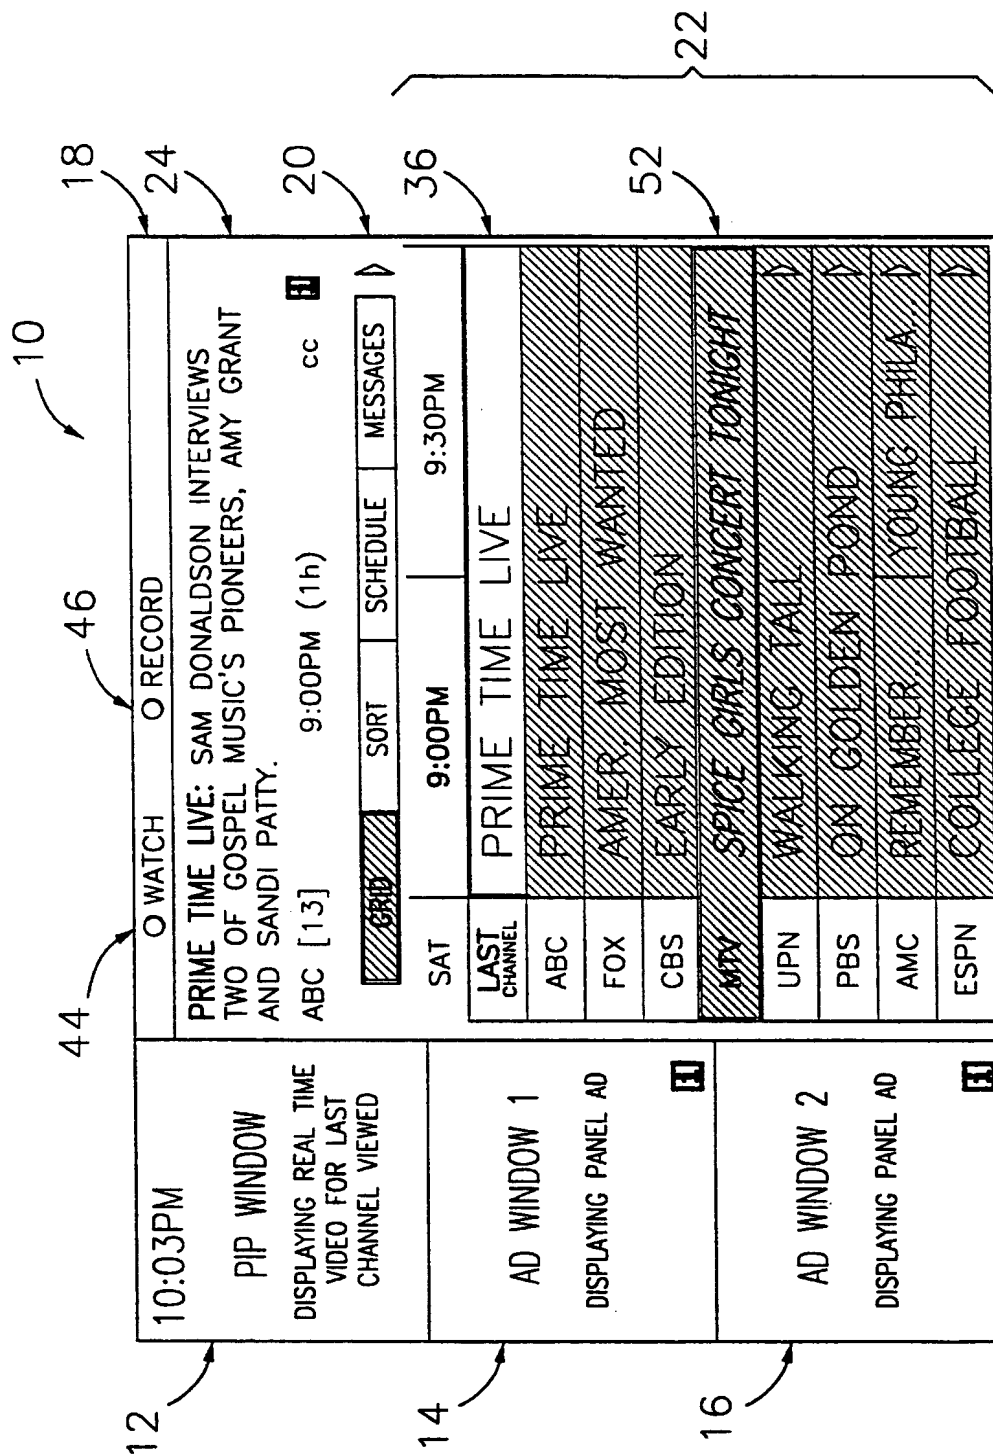 10
44
46
18
24
20
36
52
22
12
14
16
10:03PM
PIP WINDOW
DISPLAYING REAL TIME
VIDEO FOR LAST
CHANNEL VIEWED
AD WINDOW 1
DISPLAYING PANEL AD
i
AD WINDOW 2
DISPLAYING PANEL AD
i
WATCH RECORD
PRIME TIME LIVE: SAM DONALDSON INTERVIEWS
TWO OF GOSPEL MUSIC'S PIONEERS, AMY GRANT
AND SANDI PATTY.
ABC [13] 9:00PM (1h) cc i
GRID SORT SCHEDULE MESSAGES
SAT 9:00PM 9:30PM
LAST
CHANNEL
PRIME TIME LIVE
ABC PRIME TIME LIVE
FOX AMER. MOST WANTED
CBS EARLY EDITION
MTV SPICE GIRLS CONCERT TONIGHT
UPN WALKING TALL
PBS ON GOLDEN POND
AMC REMEMBER.. YOUNG PHILA...
ESPN COLLEGE FOOTBALL